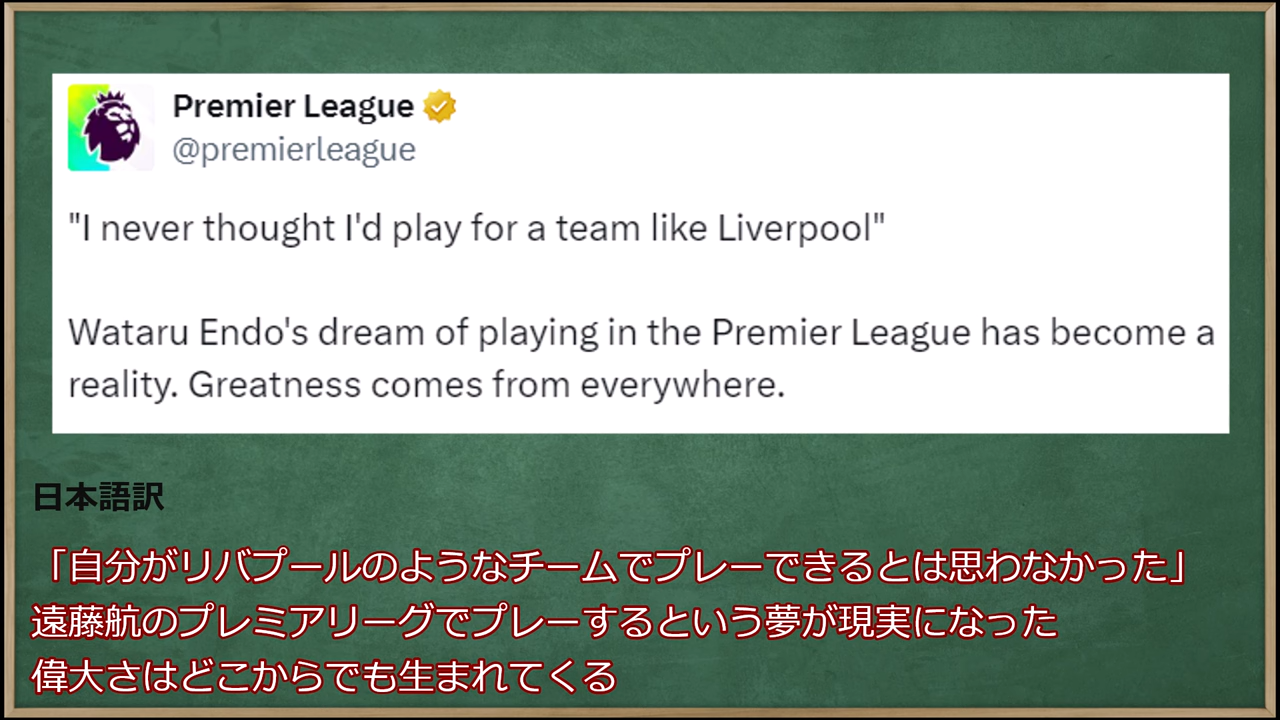 Premier League
@premierleague
"I never thought I'd play for a team like Liverpool"
Wataru Endo's dream of playing in the Premier League has become a
reality. Greatness comes from everywhere.
日本語訳
「自分がリバプールのようなチームでプレーできるとは思わなかった」
遠藤航のプレミアリーグでプレーするという夢が現実になった
偉大さはどこからでも生まれてくる